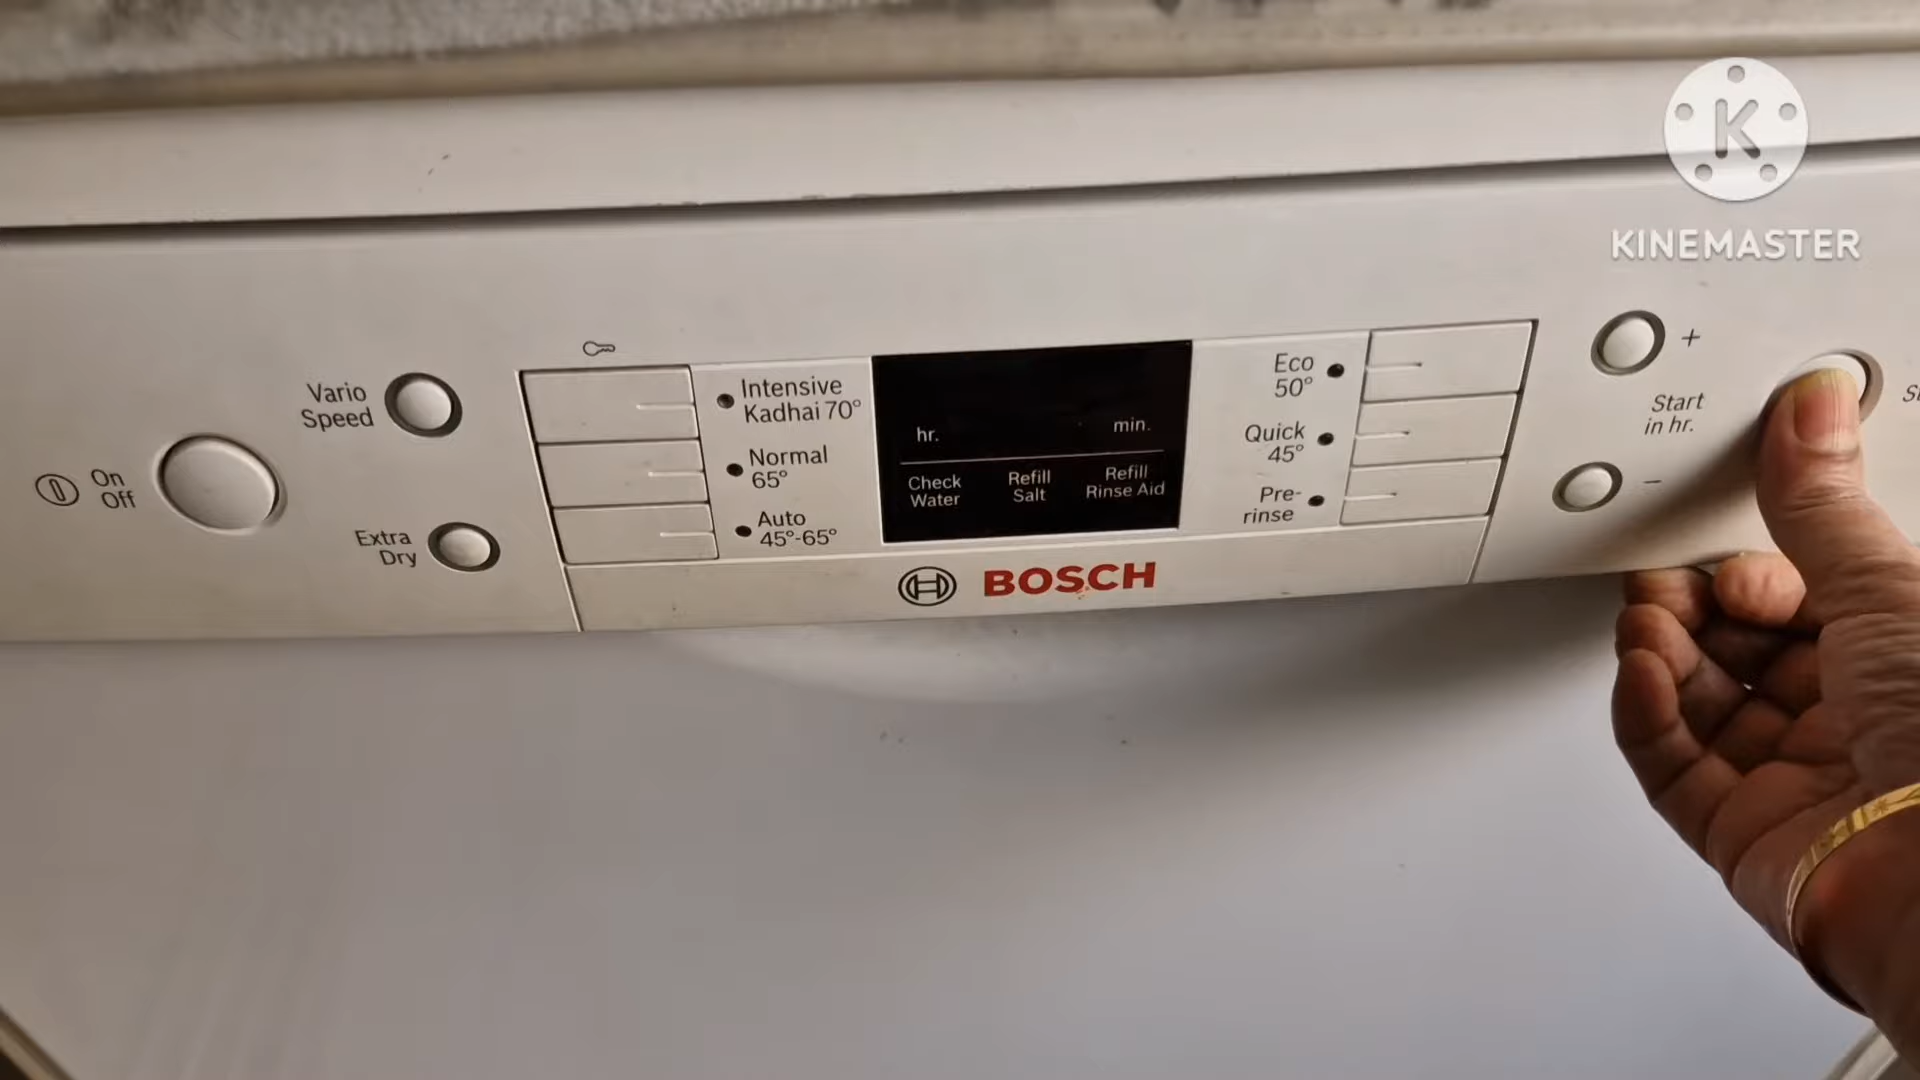 KINEMASTER
Vario
Speed
On
Off
Extra
Dry
Intensive
Kadhai 70°
Normal
65°
Auto
45°-65°
hr.
min.
Check
Water
Refill
Salt
Refill
Rinse Aid
Eco
50°
Quick
45°
Pre-
rinse
+
Start
in hr.
-
BOSCH